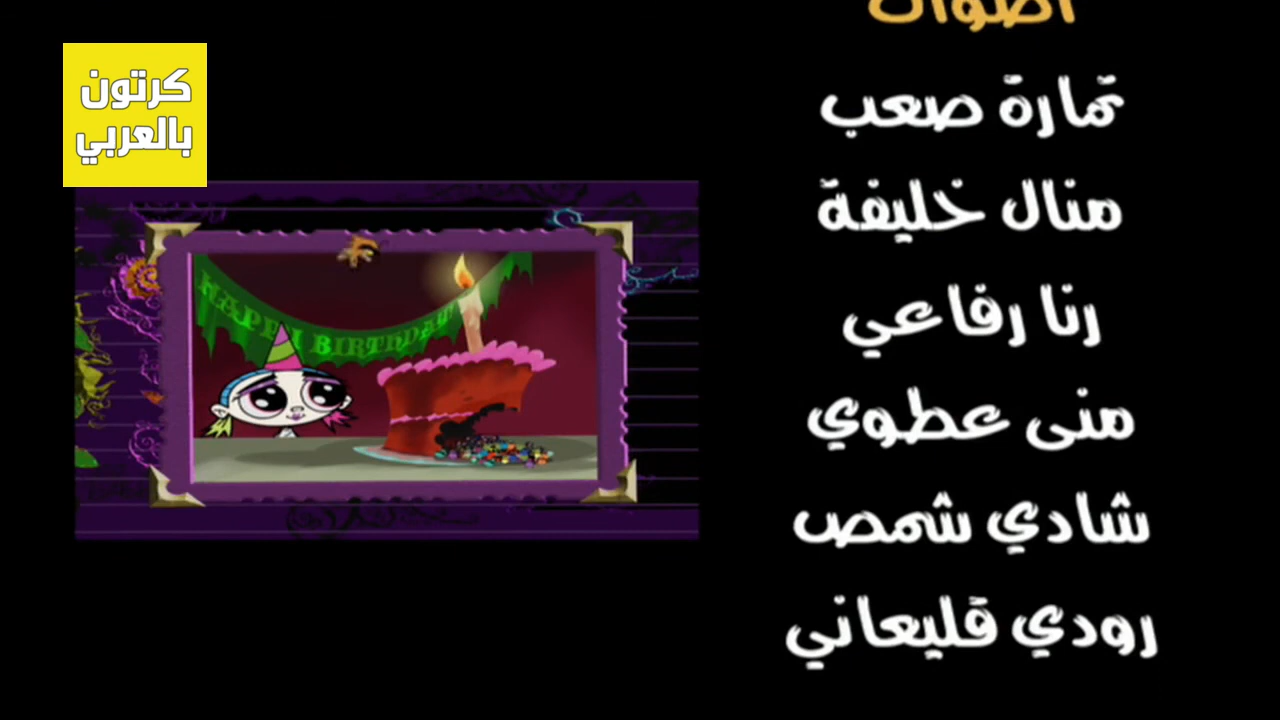 كرتون
بالعربي
أصوات
تمارة صعب
منال خليفة
رنا رفاعي
منى عطوي
شادي شمص
رودي قليعاني
HAPPY BIRTHDAY